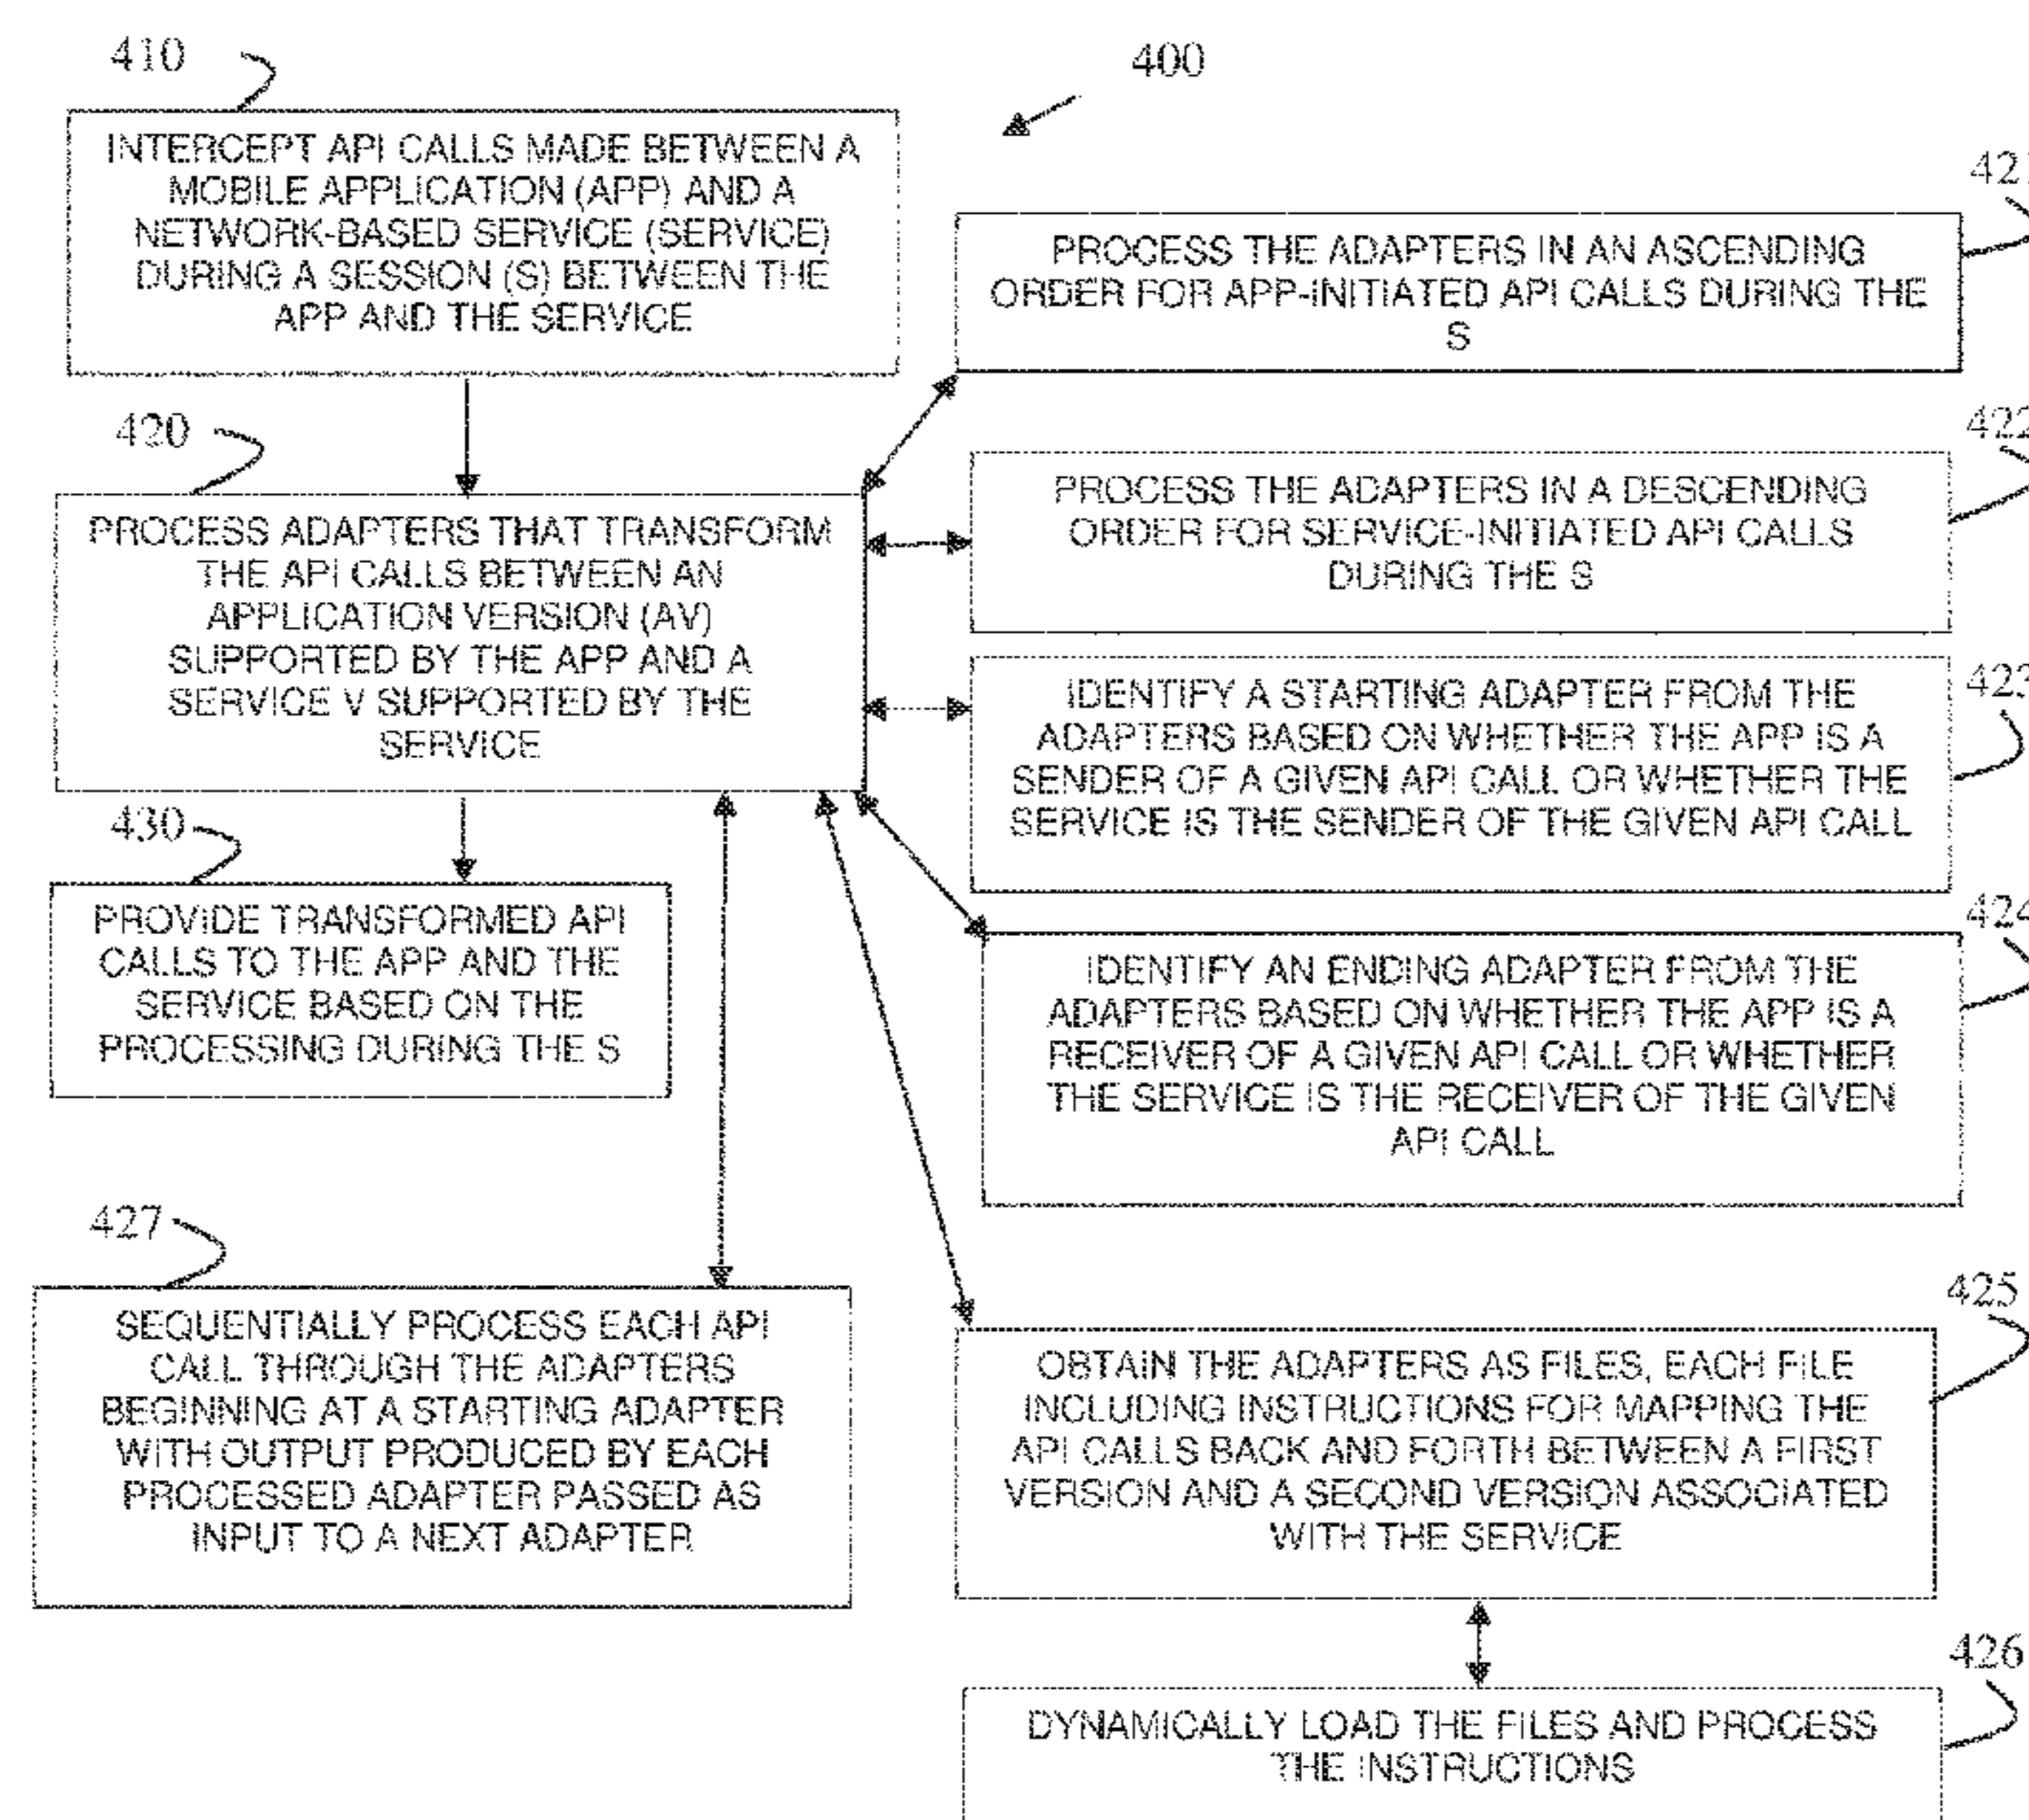 410
400
INTERCEPT API CALLS MADE BETWEEN A
MOBILE APPLICATION (APP) AND A
NETWORK-BASED SERVICE (SERVICE)
DURING A SESSION (S) BETWEEN THE
APP AND THE SERVICE
421
PROCESS THE ADAPTERS IN AN ASCENDING
ORDER FOR APP-INITIATED API CALLS DURING THE
S
420
PROCESS ADAPTERS THAT TRANSFORM
THE API CALLS BETWEEN AN
APPLICATION VERSION (AV)
SUPPORTED BY THE APP AND A
SERVICE V SUPPORTED BY THE
SERVICE
422
PROCESS THE ADAPTERS IN A DESCENDING
ORDER FOR SERVICE-INITIATED API CALLS
DURING THE S
423
IDENTIFY A STARTING ADAPTER FROM THE
ADAPTERS BASED ON WHETHER THE APP IS A
SENDER OF A GIVEN API CALL OR WHETHER THE
SERVICE IS THE SENDER OF THE GIVEN API CALL
430
PROVIDE TRANSFORMED API
CALLS TO THE APP AND THE
SERVICE BASED ON THE
PROCESSING DURING THE S
424
IDENTIFY AN ENDING ADAPTER FROM THE
ADAPTERS BASED ON WHETHER THE APP IS A
RECEIVER OF A GIVEN API CALL OR WHETHER
THE SERVICE IS THE RECEIVER OF THE GIVEN
API CALL
427
SEQUENTIALLY PROCESS EACH API
CALL THROUGH THE ADAPTERS
BEGINNING AT A STARTING ADAPTER
WITH OUTPUT PRODUCED BY EACH
PROCESSED ADAPTER PASSED AS
INPUT TO A NEXT ADAPTER
425
OBTAIN THE ADAPTERS AS FILES, EACH FILE
INCLUDING INSTRUCTIONS FOR MAPPING THE
API CALLS BACK AND FORTH BETWEEN A FIRST
VERSION AND A SECOND VERSION ASSOCIATED
WITH THE SERVICE
426
DYNAMICALLY LOAD THE FILES AND PROCESS
THE INSTRUCTIONS